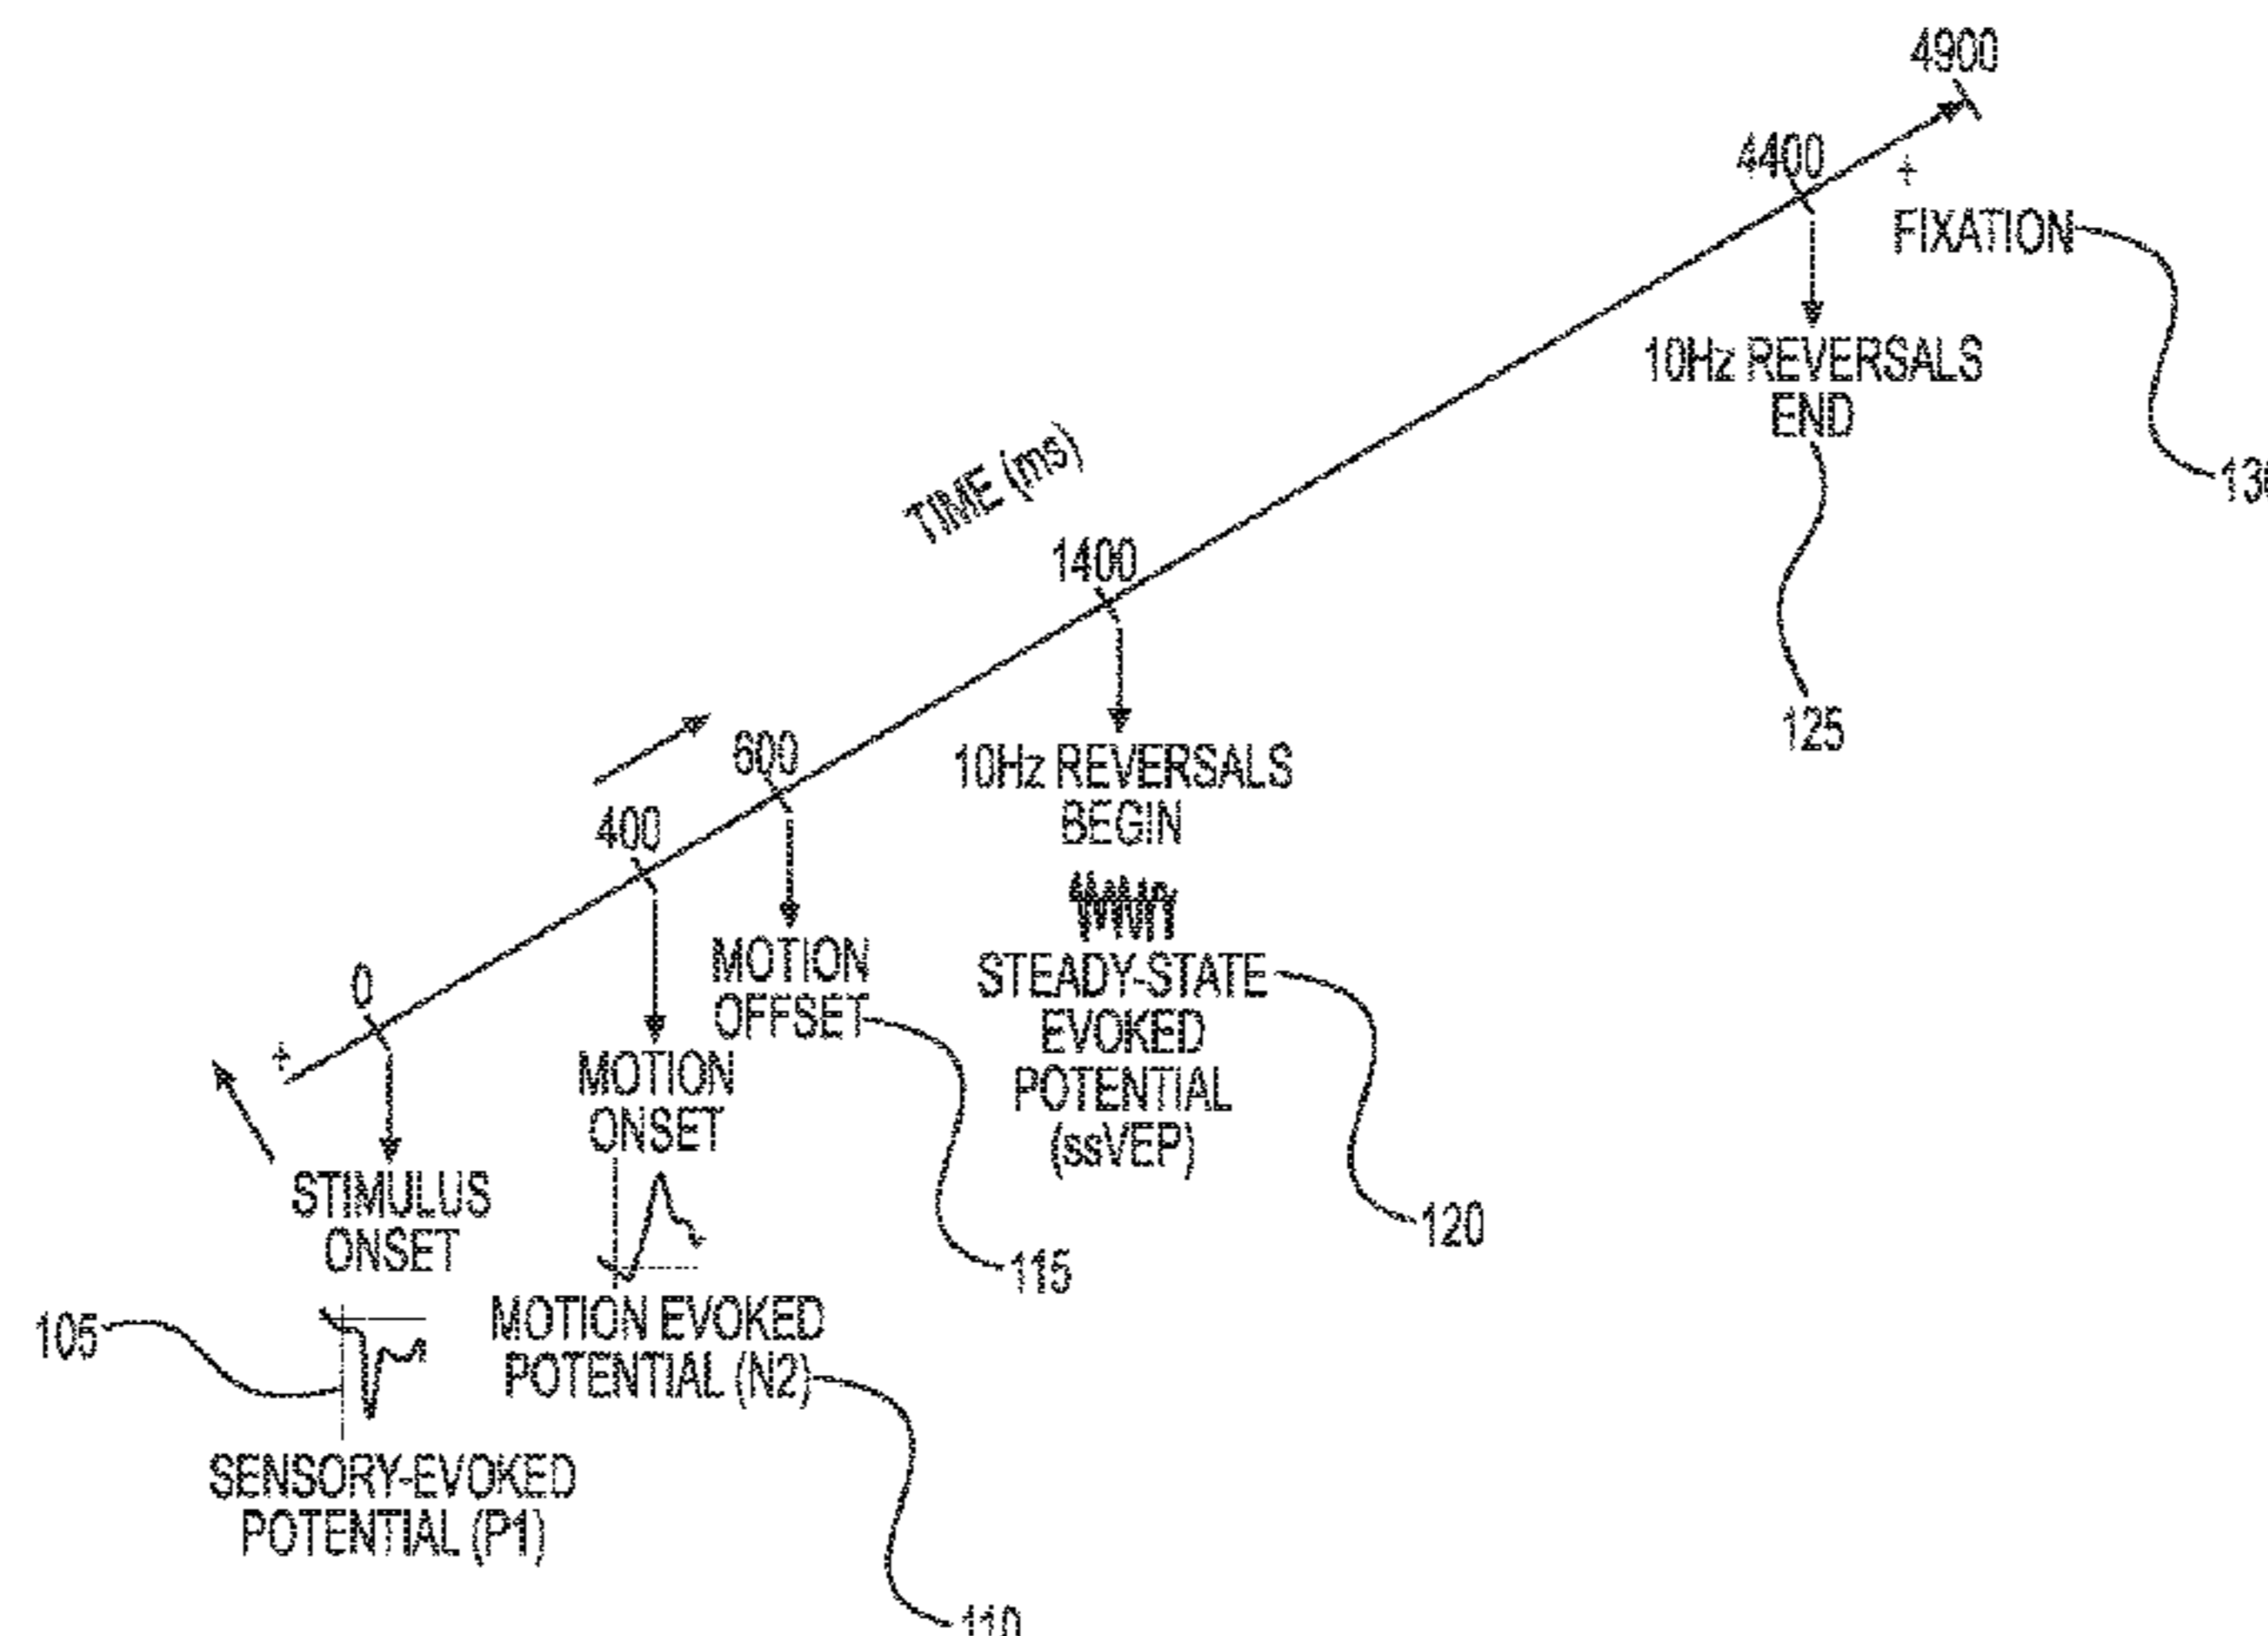 4900
4400
+
FIXATION
10Hz REVERSALS
END
TIME (ms)
1400
125
600
10Hz REVERSALS
BEGIN
400
MOTION
OFFSET
STEADY-STATE
EVOKED
POTENTIAL
(ssVEP)
0
+
MOTION
ONSET
STIMULUS
ONSET
120
115
105
MOTION EVOKED
POTENTIAL (N2)
SENSORY-EVOKED
POTENTIAL (P1)
110